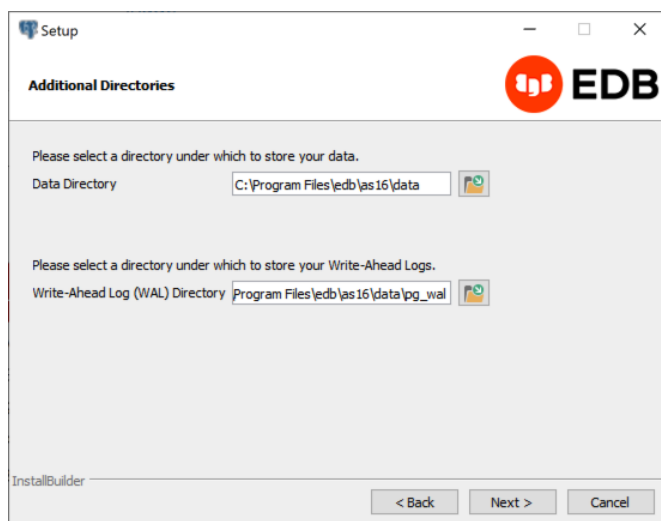 Setup
Additional Directories
EDB
Please select a directory under which to store your data.
Data Directory C:\Program Files\edb\as16\data
Please select a directory under which to store your Write-Ahead Logs.
Write-Ahead Log (WAL) Directory Program Files\edb\as16\data\pg_wal
InstallBuilder
< Back Next > Cancel